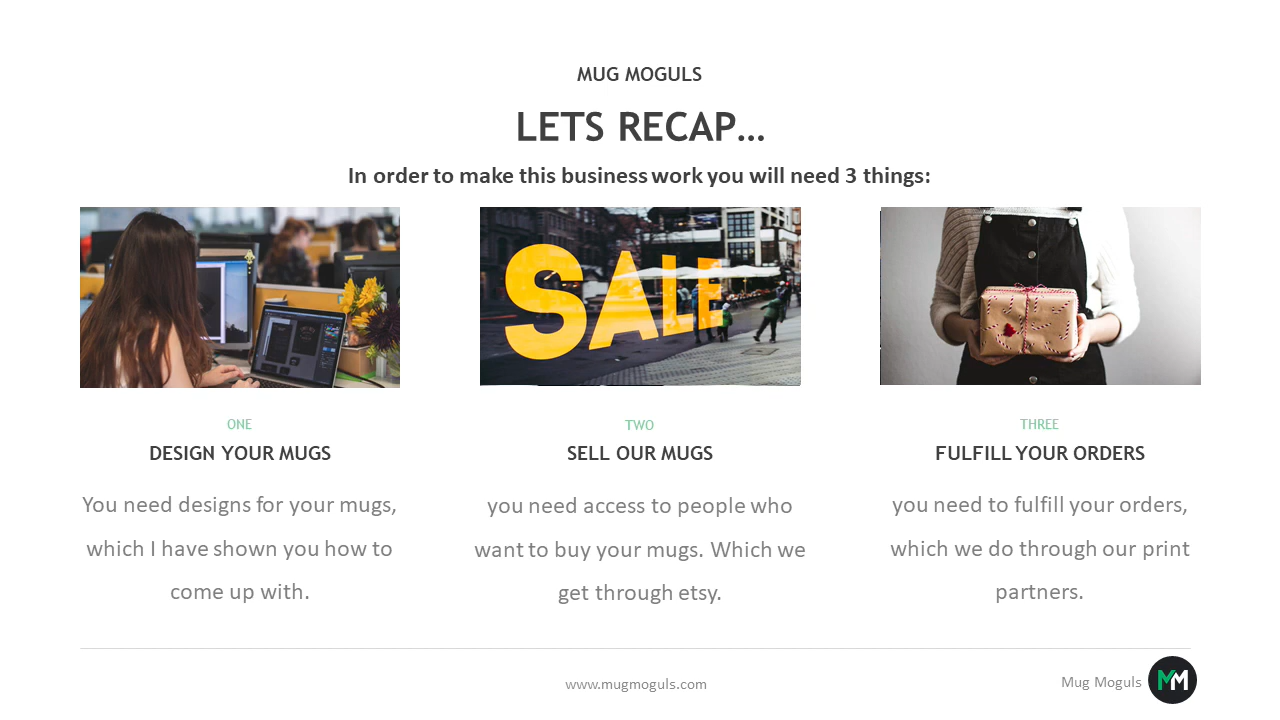 MUG MOGULS
LETS RECAP...
In order to make this business work you will need 3 things:
SALE
ONE
DESIGN YOUR MUGS
You need designs for your mugs,
which I have shown you how to
come up with.
TWO
SELL OUR MUGS
you need access to people who
want to buy your mugs. Which we
get through etsy.
THREE
FULFILL YOUR ORDERS
you need to fulfill your orders,
which we do through our print
partners.
www.mugmoguls.com
Mug Moguls
MM